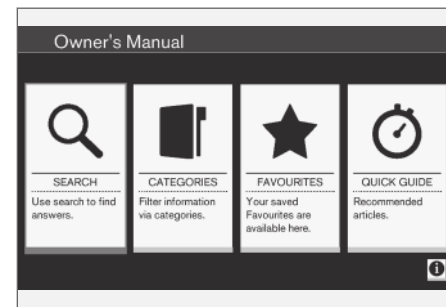 Owner's Manual
SEARCH
Use search to find
answers.
CATEGORIES
Filter information
via categories.
FAVOURITES
Your saved
Favourites are
available here.
QUICK GUIDE
Recommended
articles.
i